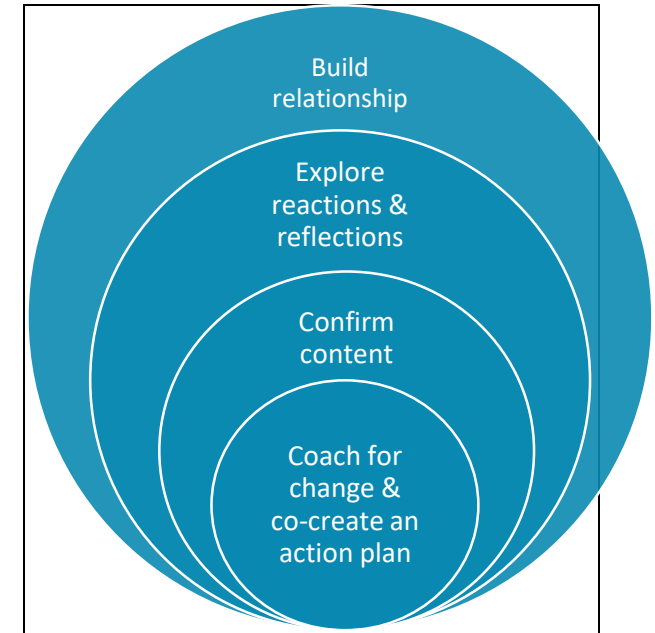 Build
relationship
Explore
reactions &
reflections
Confirm
content
Coach for
change &
co-create an
action plan